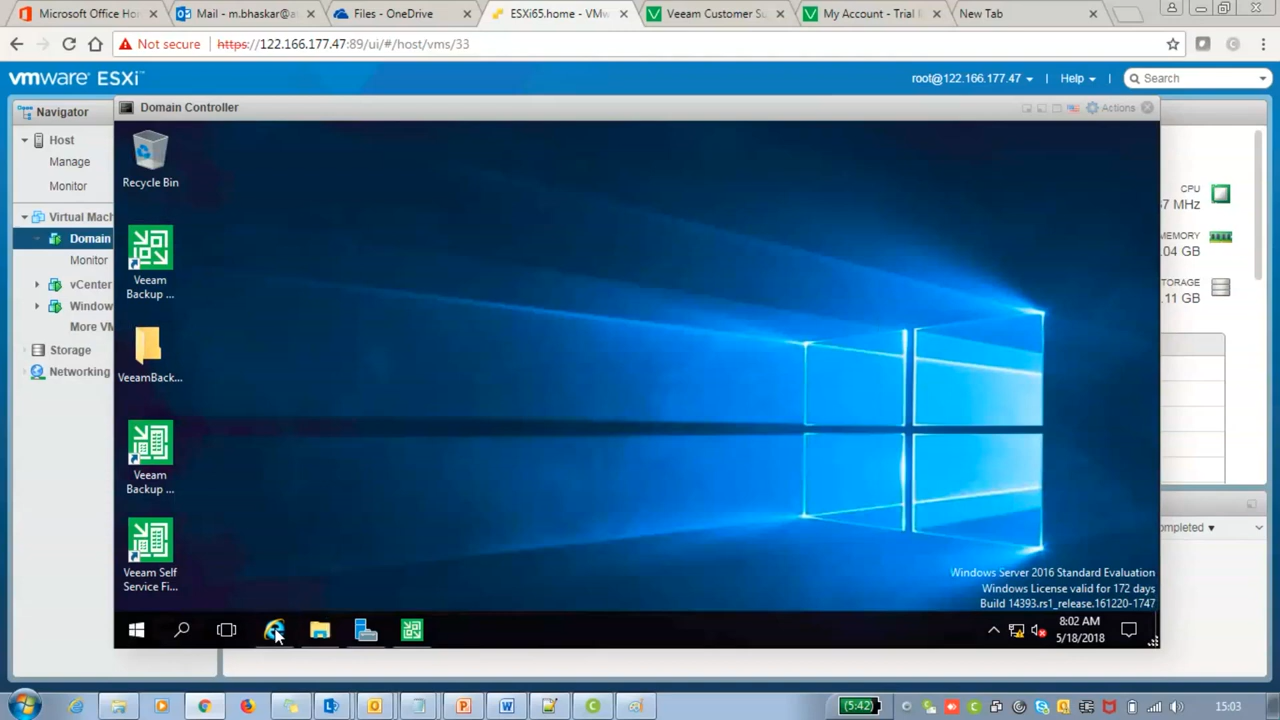 Microsoft Office Ho
Mail - m.bhaskar@a
Files - OneDrive
ESXi65.home - VMw
Veeam Customer Su
My Account - Trial
New Tab
Not secure
https://122.166.177.47:89/ui/#/host/vms/33
vmware ESXi
root@122.166.177.47
Help
Search
Navigator
Domain Controller
Actions
Host
Manage
Monitor
Virtual Mach
Domain
Monitor
vCenter
Window
More VM
Storage
Networking
Recycle Bin
Veeam
Backup ...
VeeamBack...
Veeam
Backup ...
Veeam Self
Service Fi...
CPU
7 MHz
MEMORY
.04 GB
TORAGE
.11 GB
ompleted
Windows Server 2016 Standard Evaluation
Windows License valid for 172 days
Build 14393.rs1_release.161220-1747
8:02 AM
5/18/2018
(5:42)
15:03